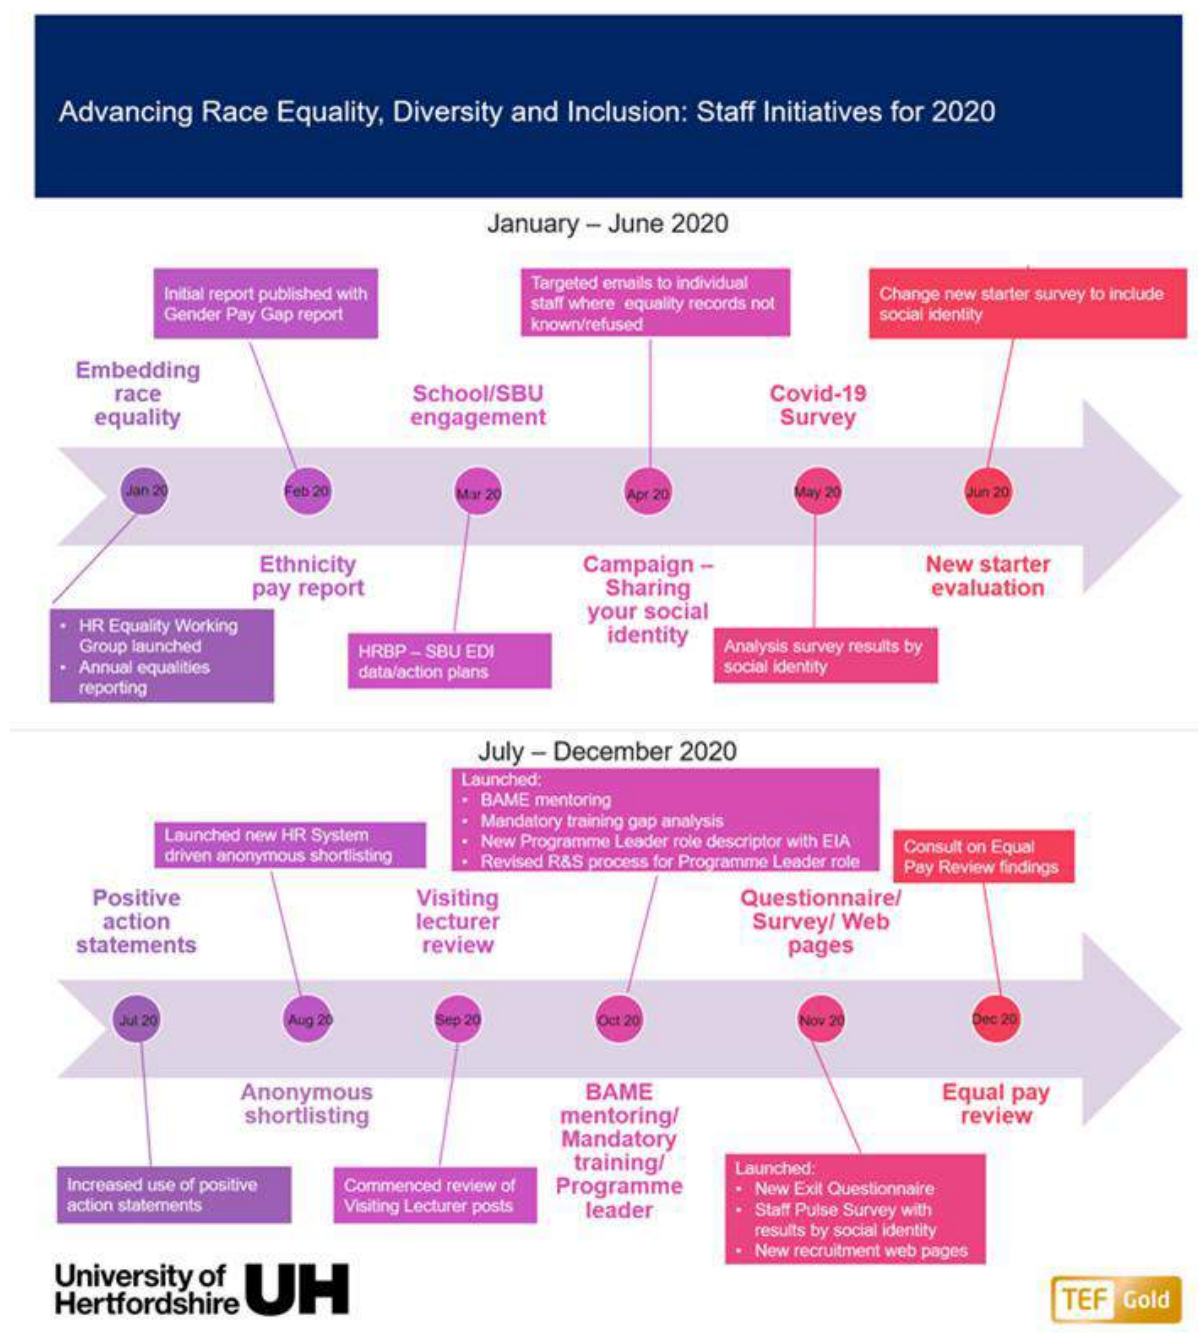 Advancing Race Equality, Diversity and Inclusion: Staff Initiatives for 2020
January – June 2020
Initial report published with
Gender Pay Gap report
Targeted emails to individual
staff where equality records not
known/refused
Change new starter survey to include
social identity
Embedding
race
equality
School/SBU
engagement
Covid-19
Survey
Jan 20
Feb 20
Mar 20
Apr 20
May 20
Jun 20
Ethnicity
pay report
Campaign –
Sharing
your social
identity
New starter
evaluation
• HR Equality Working
Group launched
• Annual equalities
reporting
HRBP – SBU EDI
data/action plans
Analysis survey results by
social identity
July – December 2020
Launched new HR System
driven anonymous shortlisting
Launched:
• BAME mentoring
• Mandatory training gap analysis
• New Programme Leader role descriptor with EIA
• Revised R&S process for Programme Leader role
Consult on Equal
Pay Review findings
Positive
action
statements
Visiting
lecturer
review
Questionnaire/
Survey/ Web
pages
Jul 20
Aug 20
Sep 20
Oct 20
Nov 20
Dec 20
Anonymous
shortlisting
BAME
mentoring/
Mandatory
training/
Programme
leader
Equal pay
review
Increased use of positive
action statements
Commenced review of
Visiting Lecturer posts
Launched:
• New Exit Questionnaire
• Staff Pulse Survey with
results by social identity
• New recruitment web pages
University of
Hertfordshire UH
TEF Gold